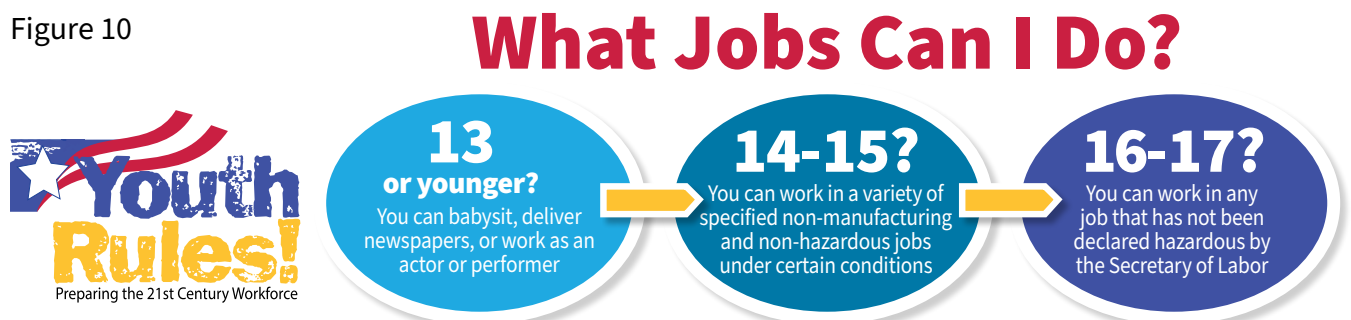 Figure 10
What Jobs Can I Do?
Youth
Rules!
Preparing the 21st Century Workforce
13
or younger?
You can babysit, deliver
newspapers, or work as an
actor or performer
14-15?
You can work in a variety of
specified non-manufacturing
and non-hazardous jobs
under certain conditions
16-17?
You can work in any
job that has not been
declared hazardous by
the Secretary of Labor